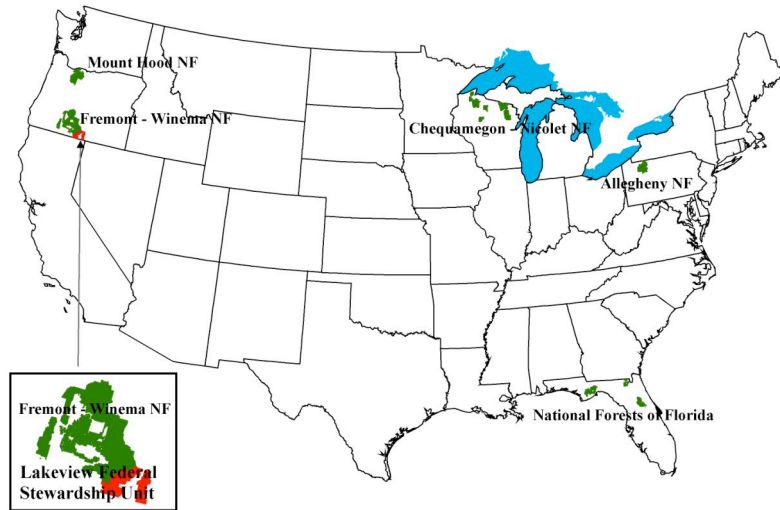 Mount Hood NF
Fremont - Winema NF
Chequamegon - Nicolet NF
Allegheny NF
National Forests of Florida
Fremont - Winema NF
Lakeview Federal
Stewardship Unit